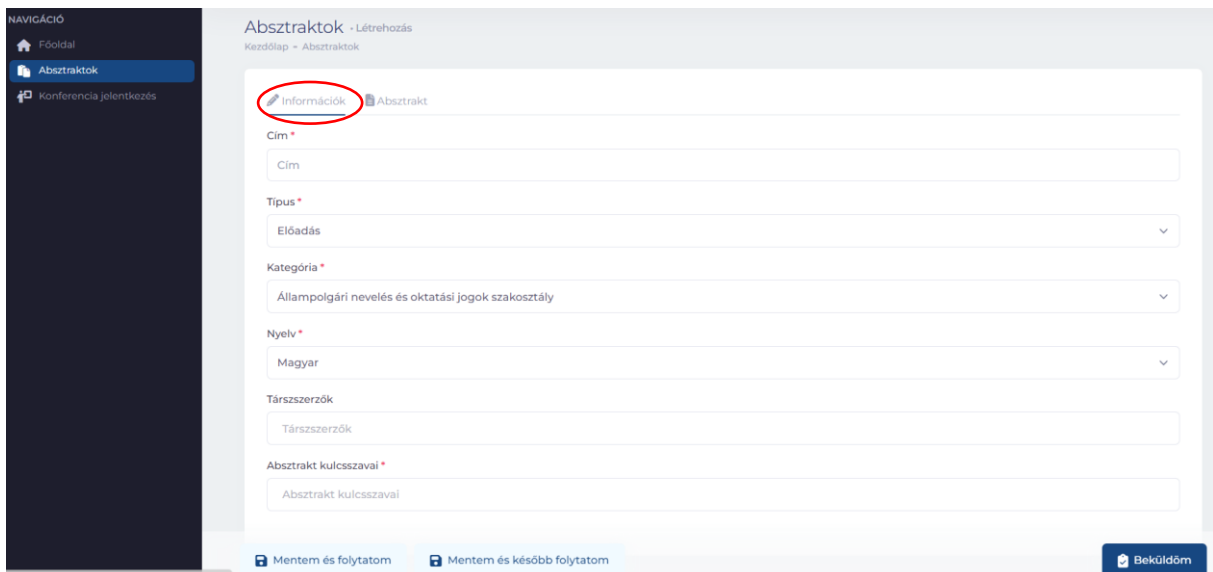 NAVIGÁCIÓ
Főoldal
Absztraktok
Konferencia jelentkezés
Absztraktok - Létrehozás
Kezdőlap - Absztraktok
Információk Absztrakt
Cím *
Cím
Típus *
Előadás
Kategória *
Állampolgári nevelés és oktatási jogok szakosztály
Nyelv *
Magyar
Társszerzők
Társszerzők
Absztrakt kulcsszavai *
Absztrakt kulcsszavai
Mentem és folytatom Mentem és később folytatom Beküldöm